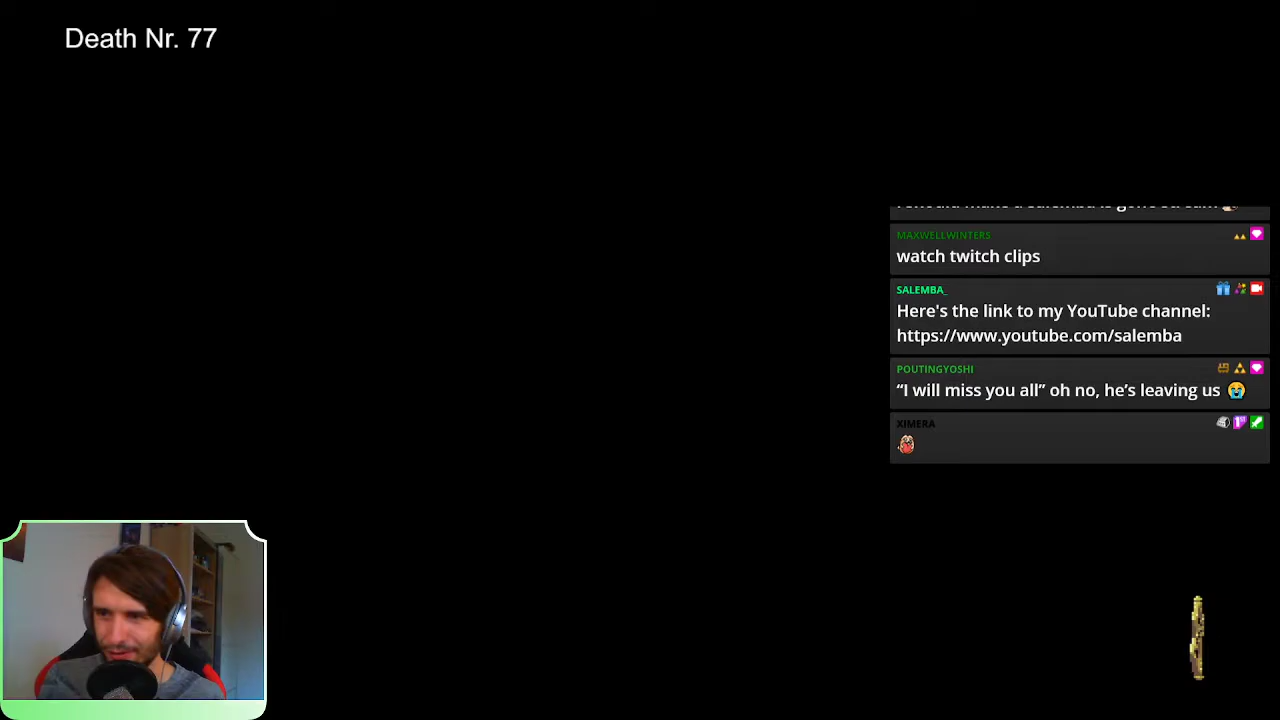 Death Nr. 77
MAXWELLWINTERS
watch twitch clips
SALEMBA_
Here's the link to my YouTube channel:
https://www.youtube.com/salemba
POUTINGYOSHI
“I will miss you all” oh no, he’s leaving us 😭
XIMERA